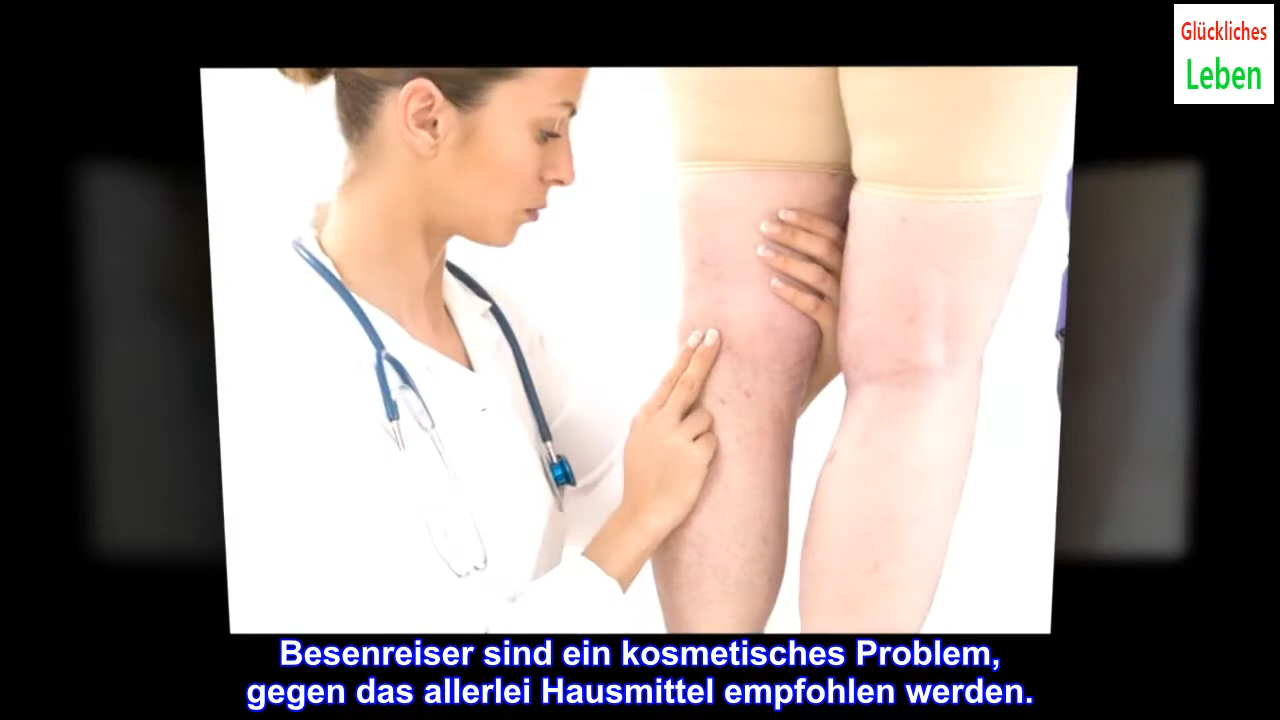 Glückliches
Leben
Besenreiser sind ein kosmetisches Problem,
gegen das allerlei Hausmittel empfohlen werden.